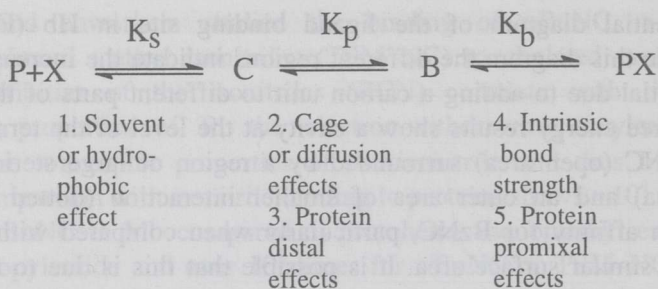 Ks Kp Kb
P+X C B PX
1. Solvent 2. Cage 4. Intrinsic
or hydro- or diffusion bond
phobic effects strength
effect 3. Protein 5. Protein
distal promixal
effects effects